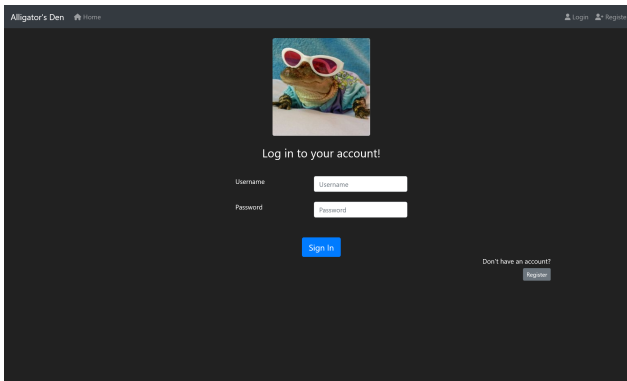 Alligator's Den Home Login Register
Log in to your account!
Username Username
Password Password
Sign In
Don't have an account?
Register